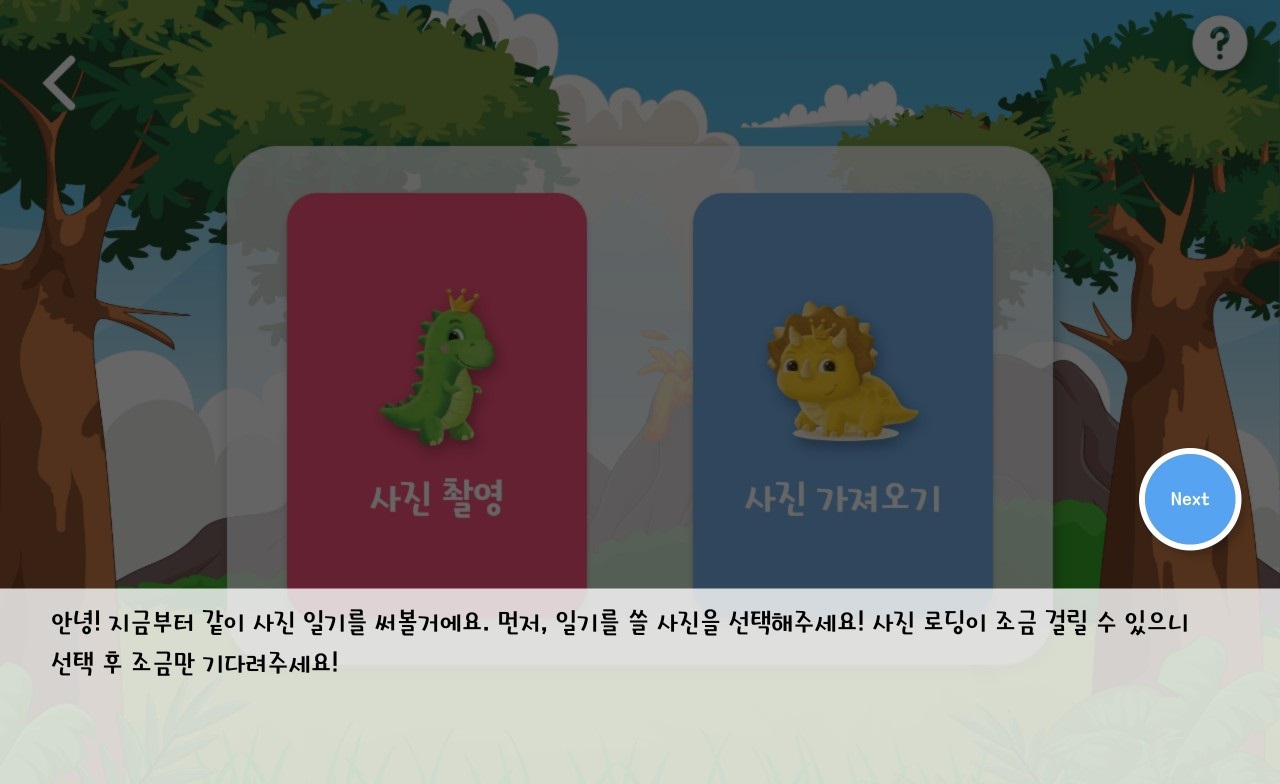 ?
사진 촬영
사진 가져오기
Next
안녕! 지금부터 같이 사진 일기를 써볼거에요. 먼저, 일기를 쓸 사진을 선택해주세요! 사진 로딩이 조금 걸릴 수 있으니
선택 후 조금만 기다려주세요!